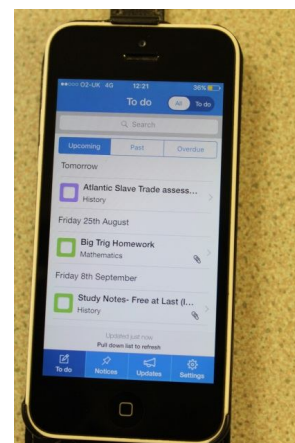 O2-UK 4G 12:21 36%
To do All To do
Search
Upcoming Past Overdue
Tomorrow
Atlantic Slave Trade assess...
History
Friday 25th August
Big Trig Homework
Mathematics
Friday 8th September
Study Notes- Free at Last (I...
History
Updated just now
Pull down list to refresh
To do Notices Updates Settings